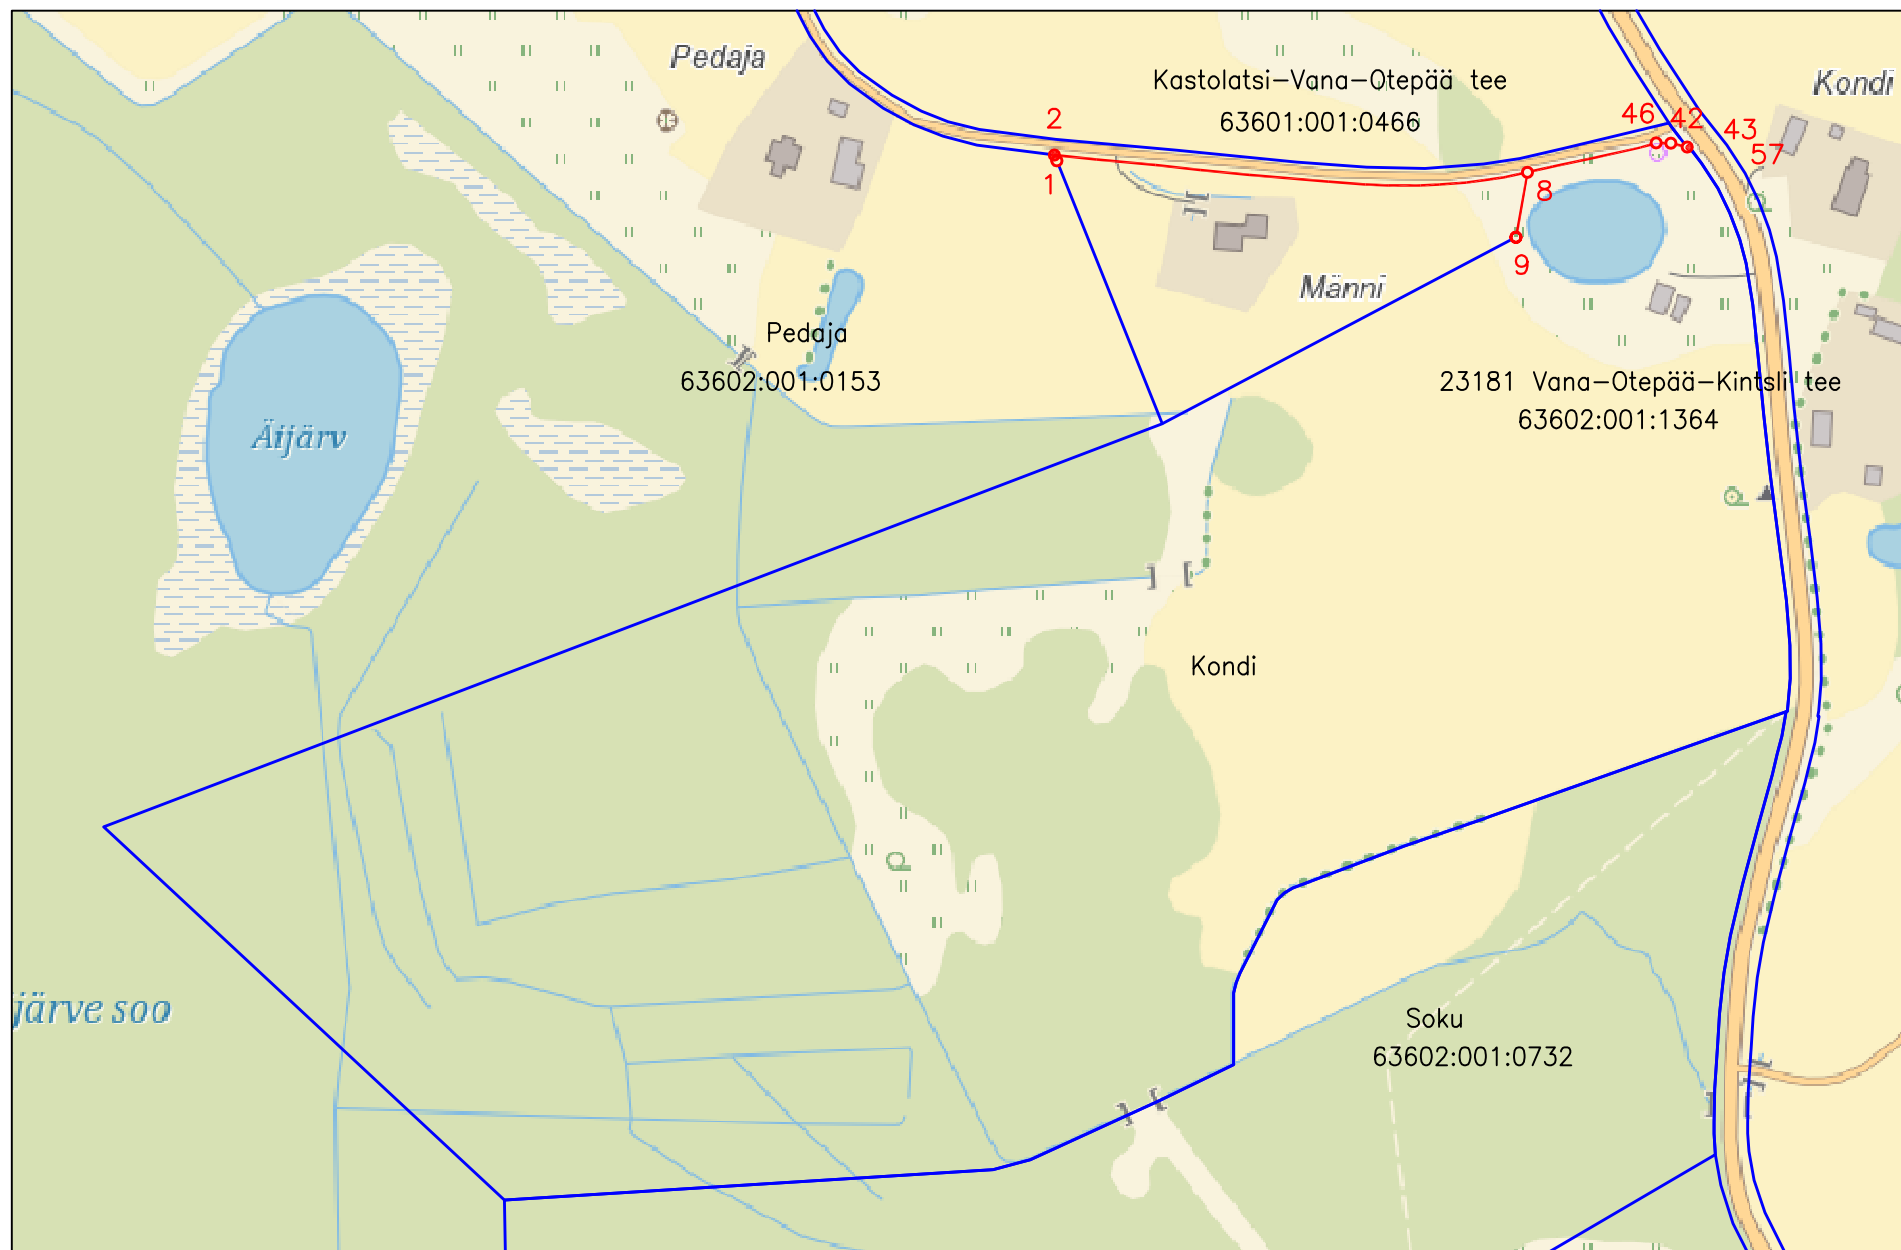 Pedaja
Kastolatsi-Vana-Otepää tee
63601:001:0466
Kondi
2
46
42
43
57
1
8
9
Männi
Pedaja
63602:001:0153
23181 Vana-Otepää-Kintsli tee
63602:001:1364
Äijärv
Kondi
järve soo
Soku
63602:001:0732